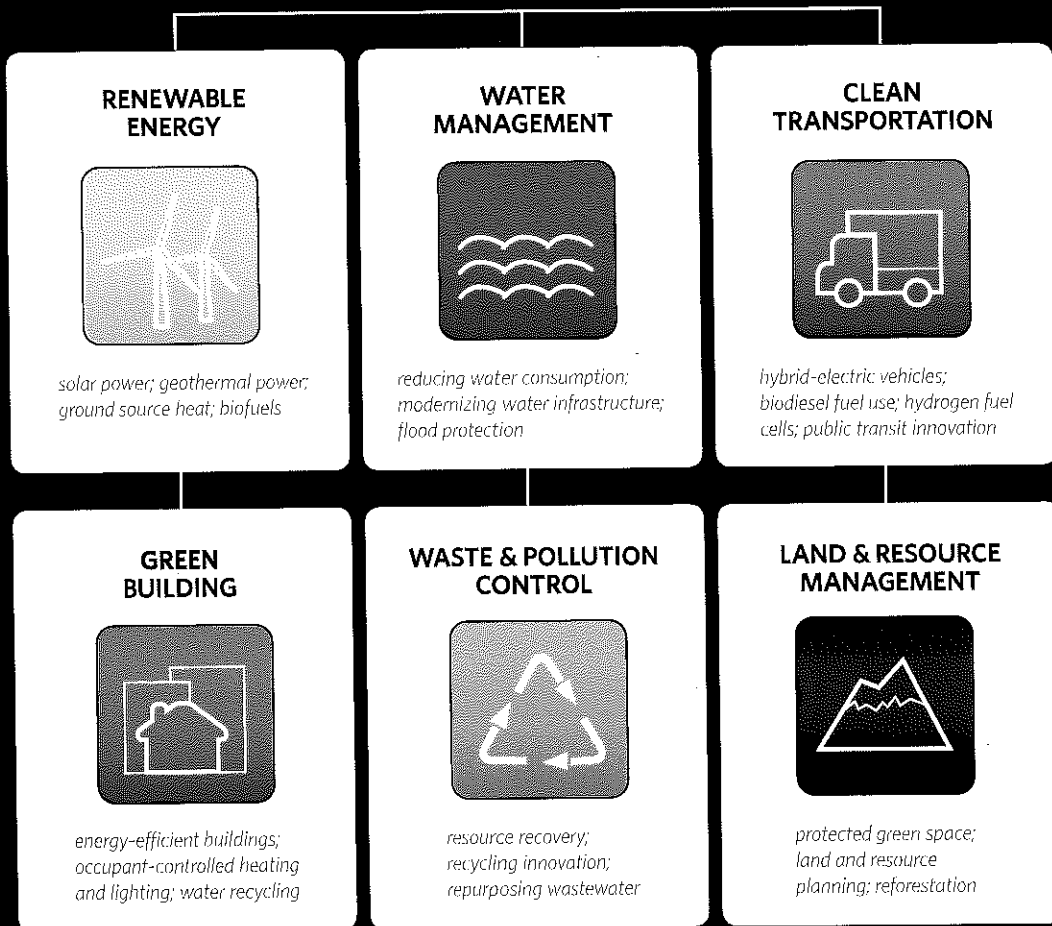 RENEWABLE
ENERGY
solar power; geothermal power;
ground source heat; biofuels
WATER
MANAGEMENT
reducing water consumption;
modernizing water infrastructure;
flood protection
CLEAN
TRANSPORTATION
hybrid-electric vehicles;
biodiesel fuel use; hydrogen fuel
cells; public transit innovation
GREEN
BUILDING
energy-efficient buildings;
occupant-controlled heating
and lighting; water recycling
WASTE & POLLUTION
CONTROL
resource recovery;
recycling innovation;
repurposing wastewater
LAND & RESOURCE
MANAGEMENT
protected green space;
land and resource
planning; reforestation